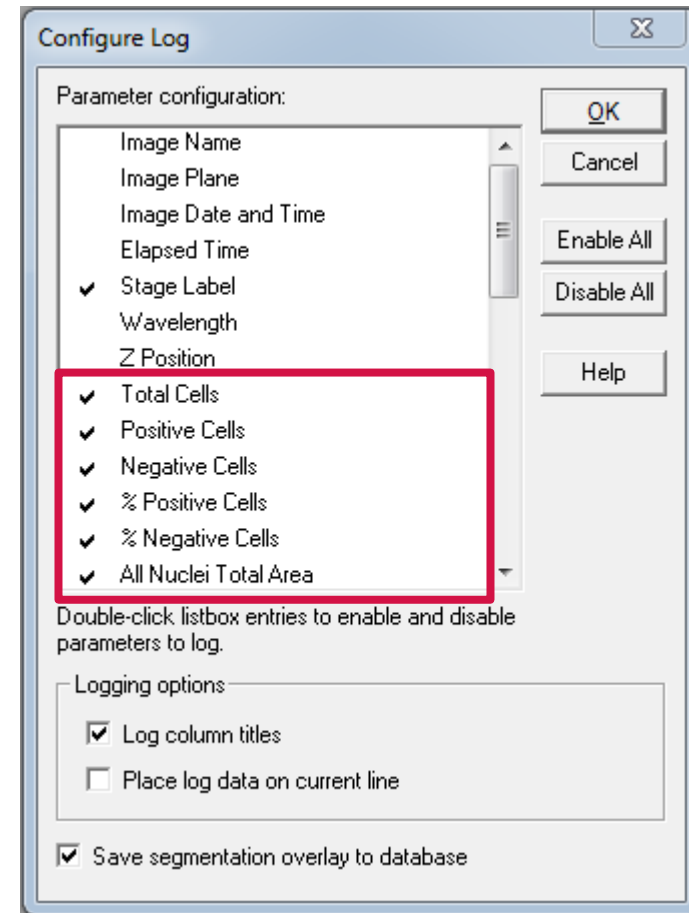 Configure Log
Parameter configuration:
Image Name
Image Plane
Image Date and Time
Elapsed Time
Stage Label
Wavelength
Z Position
Total Cells
Positive Cells
Negative Cells
% Positive Cells
% Negative Cells
All Nuclei Total Area
OK
Cancel
Enable All
Disable All
Help
Double-click listbox entries to enable and disable
parameters to log.
Logging options
Log column titles
Place log data on current line
Save segmentation overlay to database